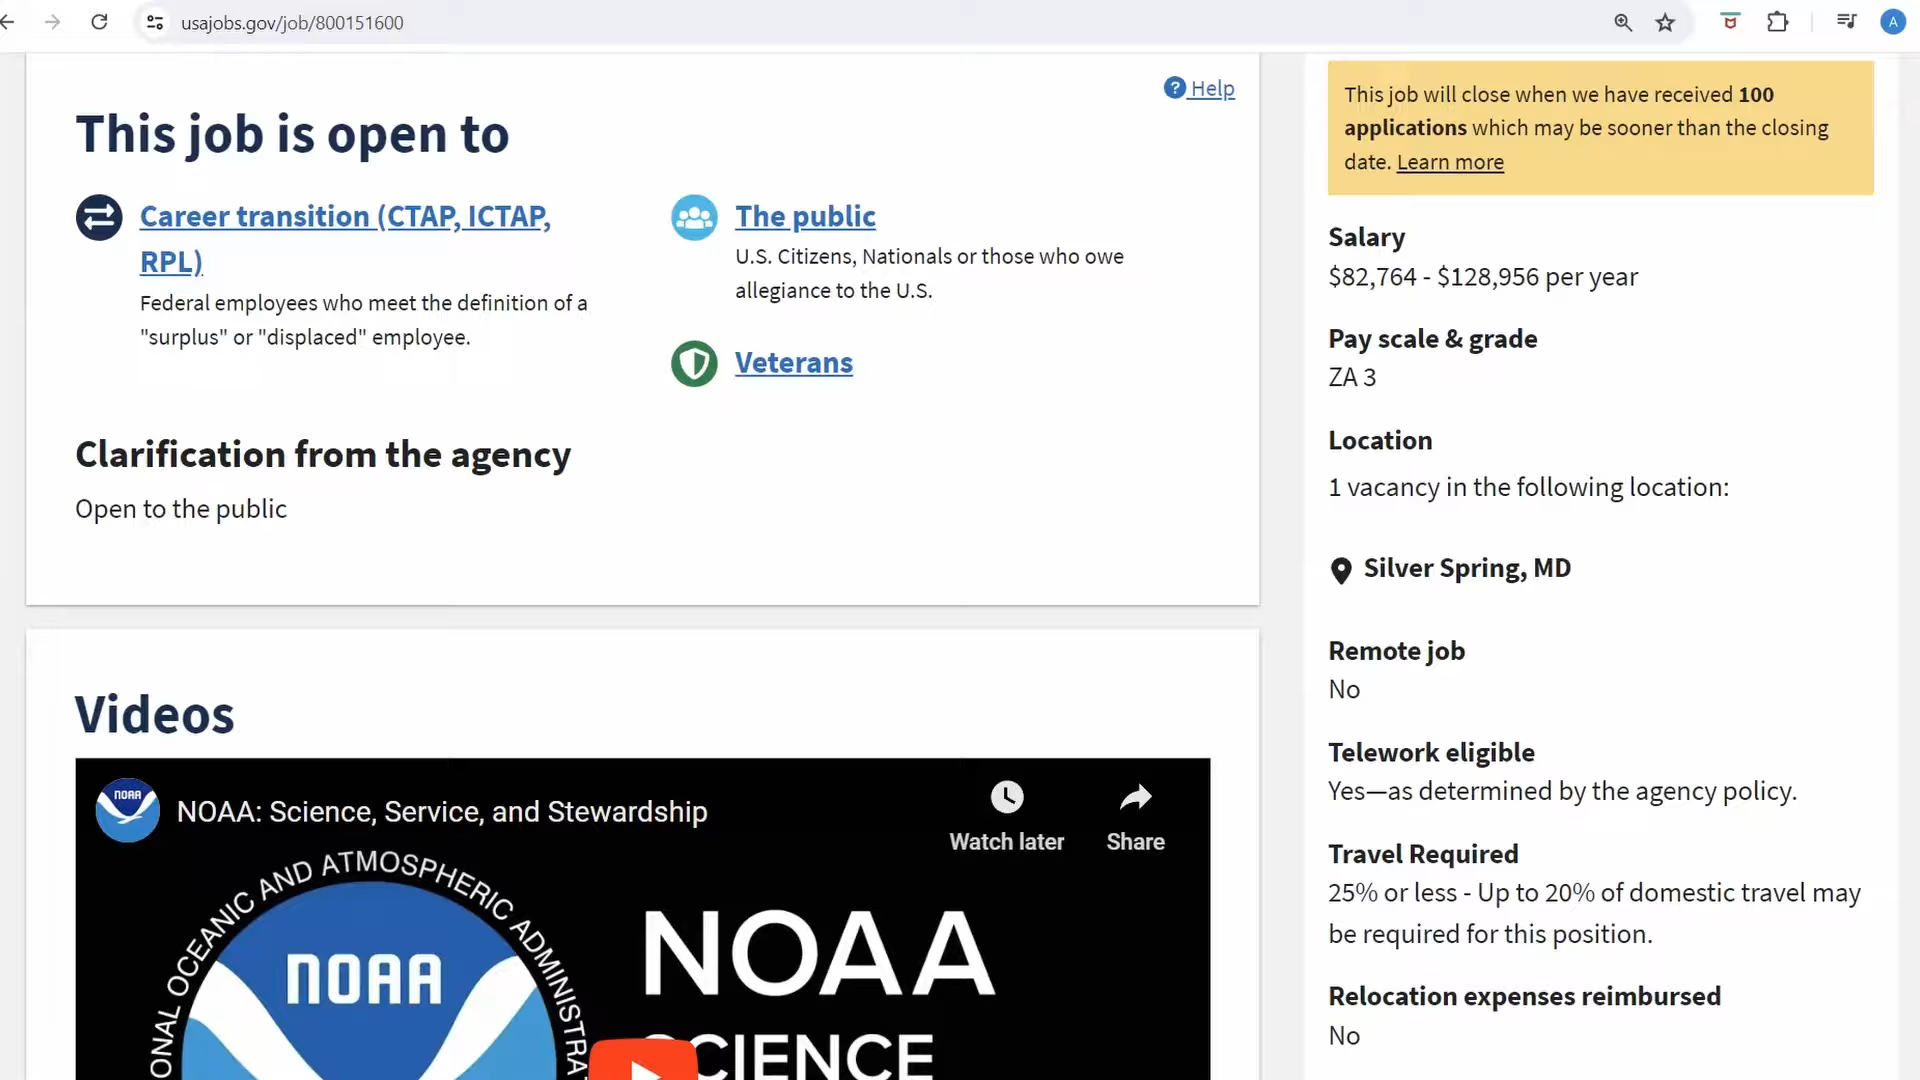 usajobs.gov/job/800151600
A
? Help
This job is open to
Career transition (CTAP, ICTAP,
RPL)
Federal employees who meet the definition of a
"surplus" or "displaced" employee.
The public
U.S. Citizens, Nationals or those who owe
allegiance to the U.S.
Veterans
Clarification from the agency
Open to the public
Videos
NOAA
NOAA: Science, Service, and Stewardship
Watch later
Share
ONAL OCEANIC AND ATMOSPHERIC ADMINISTRA
NOAA
NOAA
SCIENCE
This job will close when we have received 100
applications which may be sooner than the closing
date. Learn more
Salary
$82,764 - $128,956 per year
Pay scale & grade
ZA 3
Location
1 vacancy in the following location:
Silver Spring, MD
Remote job
No
Telework eligible
Yes—as determined by the agency policy.
Travel Required
25% or less - Up to 20% of domestic travel may
be required for this position.
Relocation expenses reimbursed
No